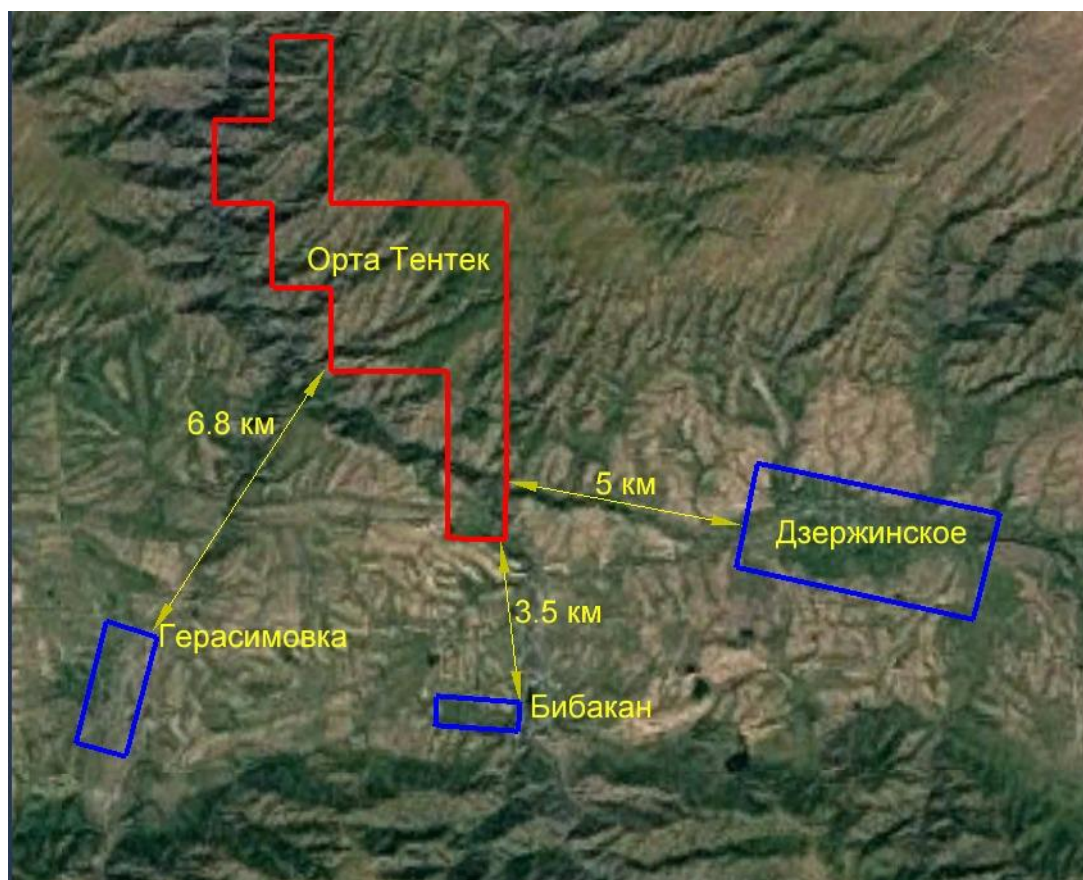 Орта Тентек
6.8 км
5 км
Дзержинское
3.5 км
Герасимовка
Бибакан